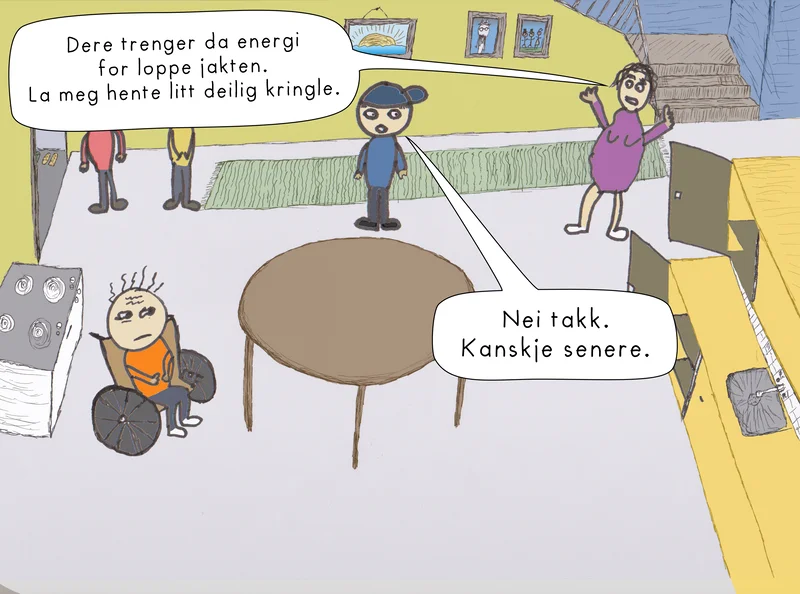 Dere trenger da energi
for loppe jakten.
La meg hente litt deilig kringle.
Nei takk.
Kanskje senere.